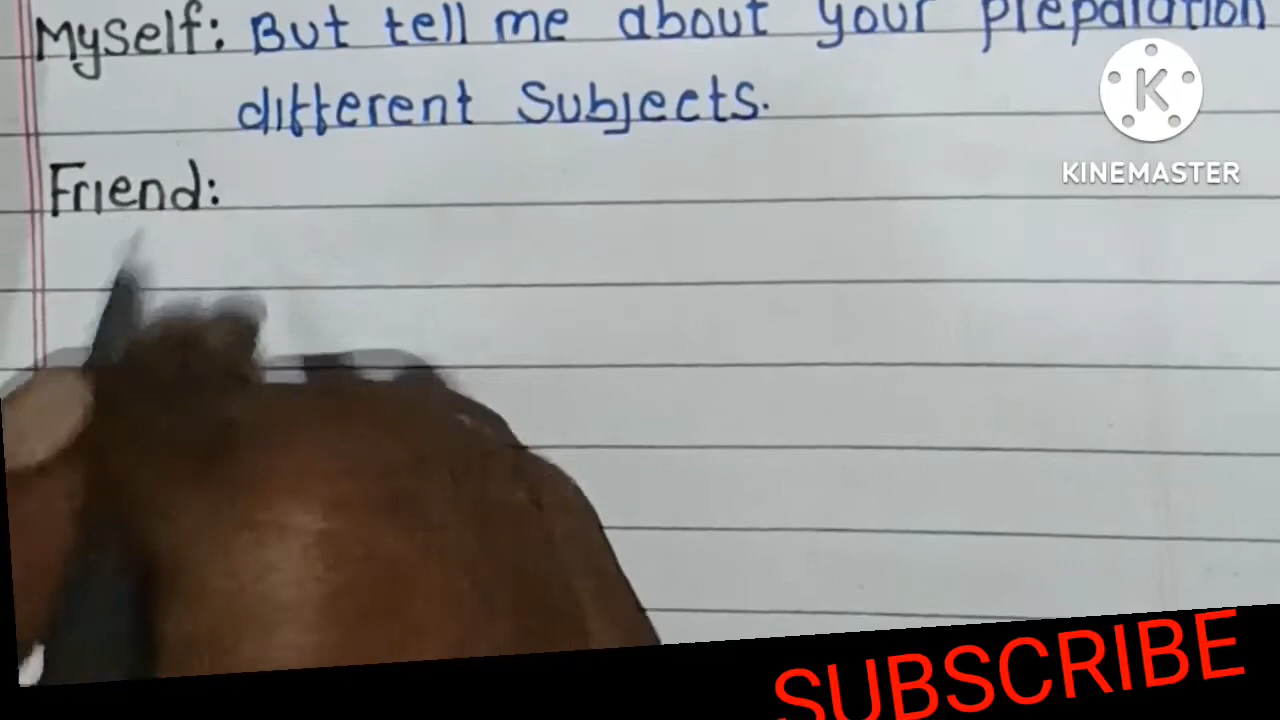 Myself: But tell me about your preparation
different Subjects.
K
KINEMASTER
Friend:
SUBSCRIBE